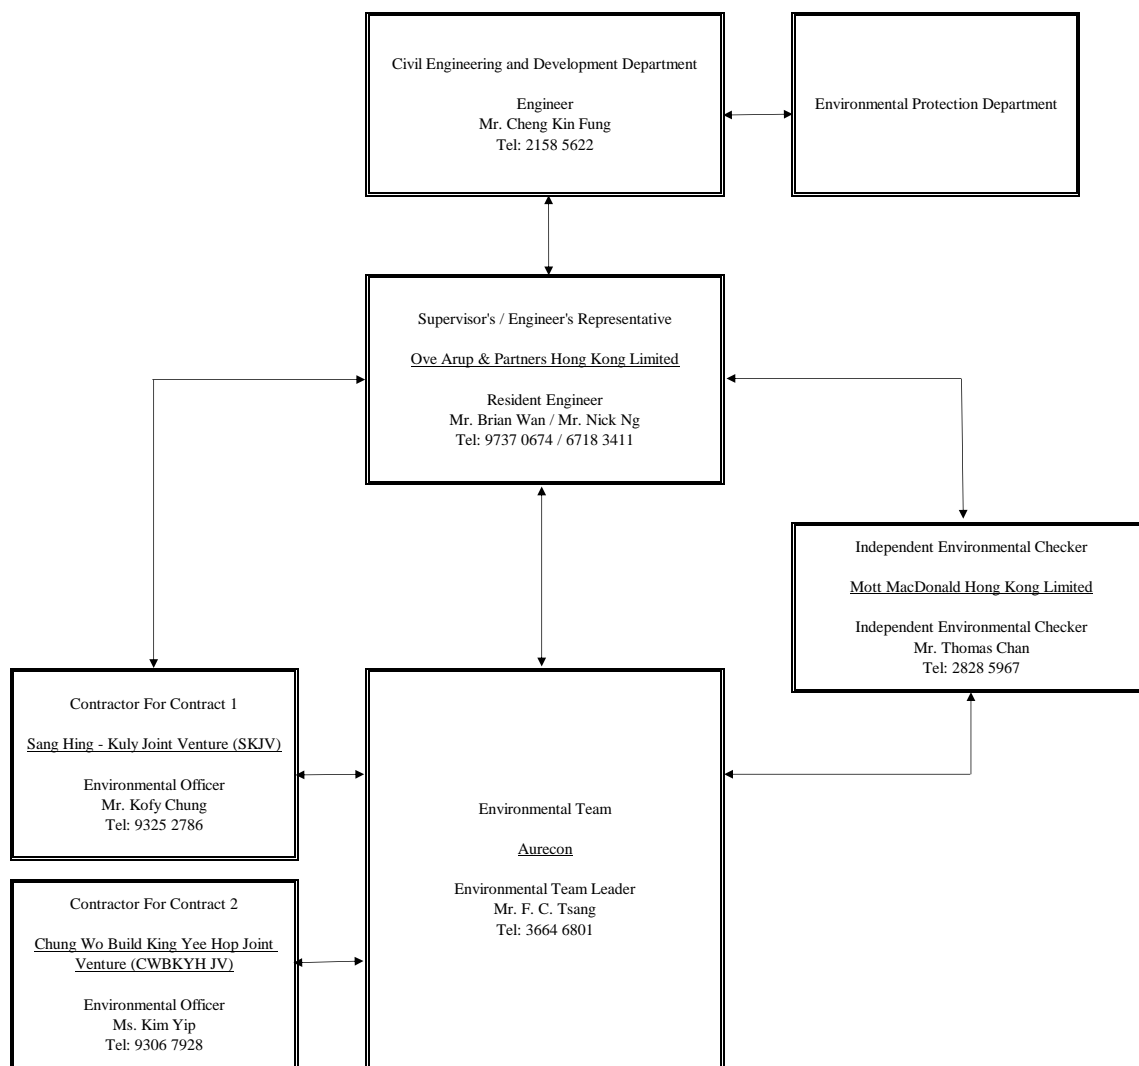 Civil Engineering and Development Department
Engineer
Mr. Cheng Kin Fung
Tel: 2158 5622
Environmental Protection Department
Supervisor's / Engineer's Representative
Ove Arup & Partners Hong Kong Limited
Resident Engineer
Mr. Brian Wan / Mr. Nick Ng
Tel: 9737 0674 / 6718 3411
Independent Environmental Checker
Mott MacDonald Hong Kong Limited
Independent Environmental Checker
Mr. Thomas Chan
Tel: 2828 5967
Contractor For Contract 1
Sang Hing - Kuly Joint Venture (SKJV)
Environmental Officer
Mr. Kofy Chung
Tel: 9325 2786
Environmental Team
Aurecon
Environmental Team Leader
Mr. F. C. Tsang
Tel: 3664 6801
Contractor For Contract 2
Chung Wo Build King Yee Hop Joint
Venture (CWBKYH JV)
Environmental Officer
Ms. Kim Yip
Tel: 9306 7928